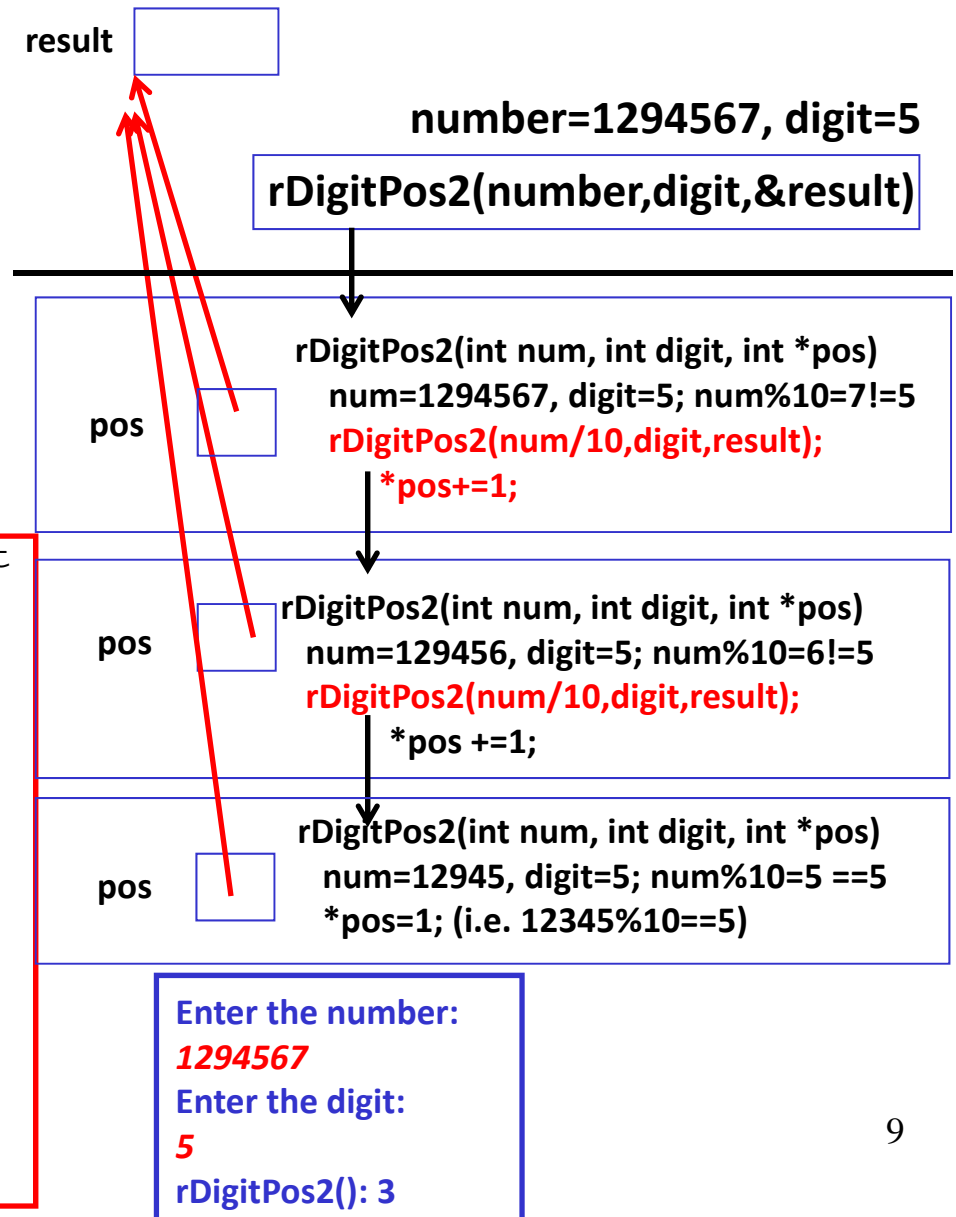 result
number=1294567, digit=5
rDigitPos2(number,digit,&result)
rDigitPos2(int num, int digit, int *pos)
num=1294567, digit=5; num%10=7!=5
pos
rDigitPos2(num/10,digit,result);
*pos+=1;
rDigitPos2(int num, int digit, int *pos)
pos
num=129456, digit=5; num%10=6!=5
rDigitPos2(num/10,digit,result);
*pos +=1;
rDigitPos2(int num, int digit, int *pos)
num=12945, digit=5; num%10=5 ==5
pos
*pos=1; (i.e. 12345%10==5)
Enter the number:
1294567
Enter the digit:
5
rDigitPos2(): 3
9